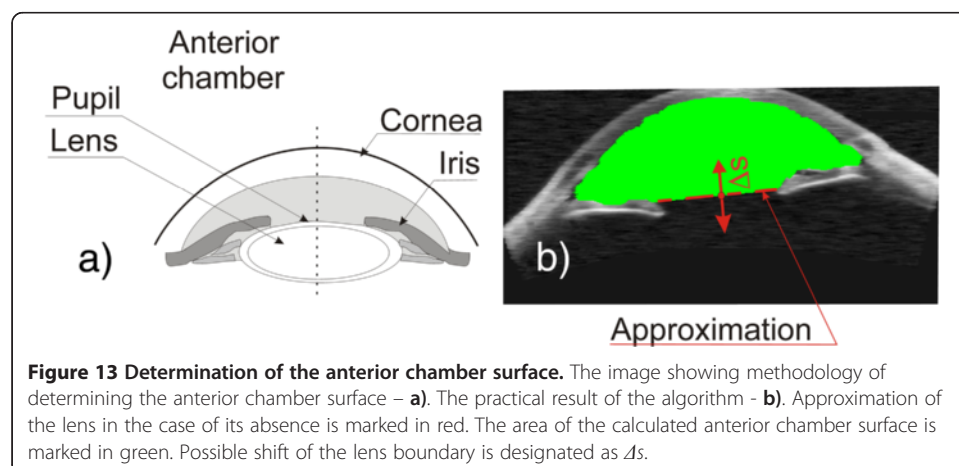 Anterior
chamber
Pupil
Lens
Cornea
Iris
a)
Δs
b)
Approximation
Figure 13 Determination of the anterior chamber surface. The image showing methodology of
determining the anterior chamber surface – a). The practical result of the algorithm - b). Approximation of
the lens in the case of its absence is marked in red. The area of the calculated anterior chamber surface is
marked in green. Possible shift of the lens boundary is designated as Δs.